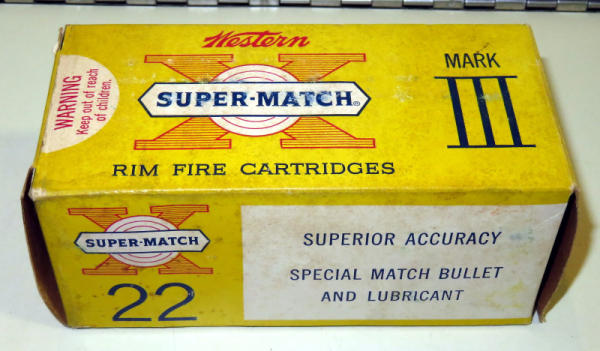 Western
SUPER-MATCH®
RIM FIRE CARTRIDGES
MARK
III
WARNING
Keep out of reach
of children.
SUPER-MATCH
22
SUPERIOR ACCURACY
SPECIAL MATCH BULLET
AND LUBRICANT